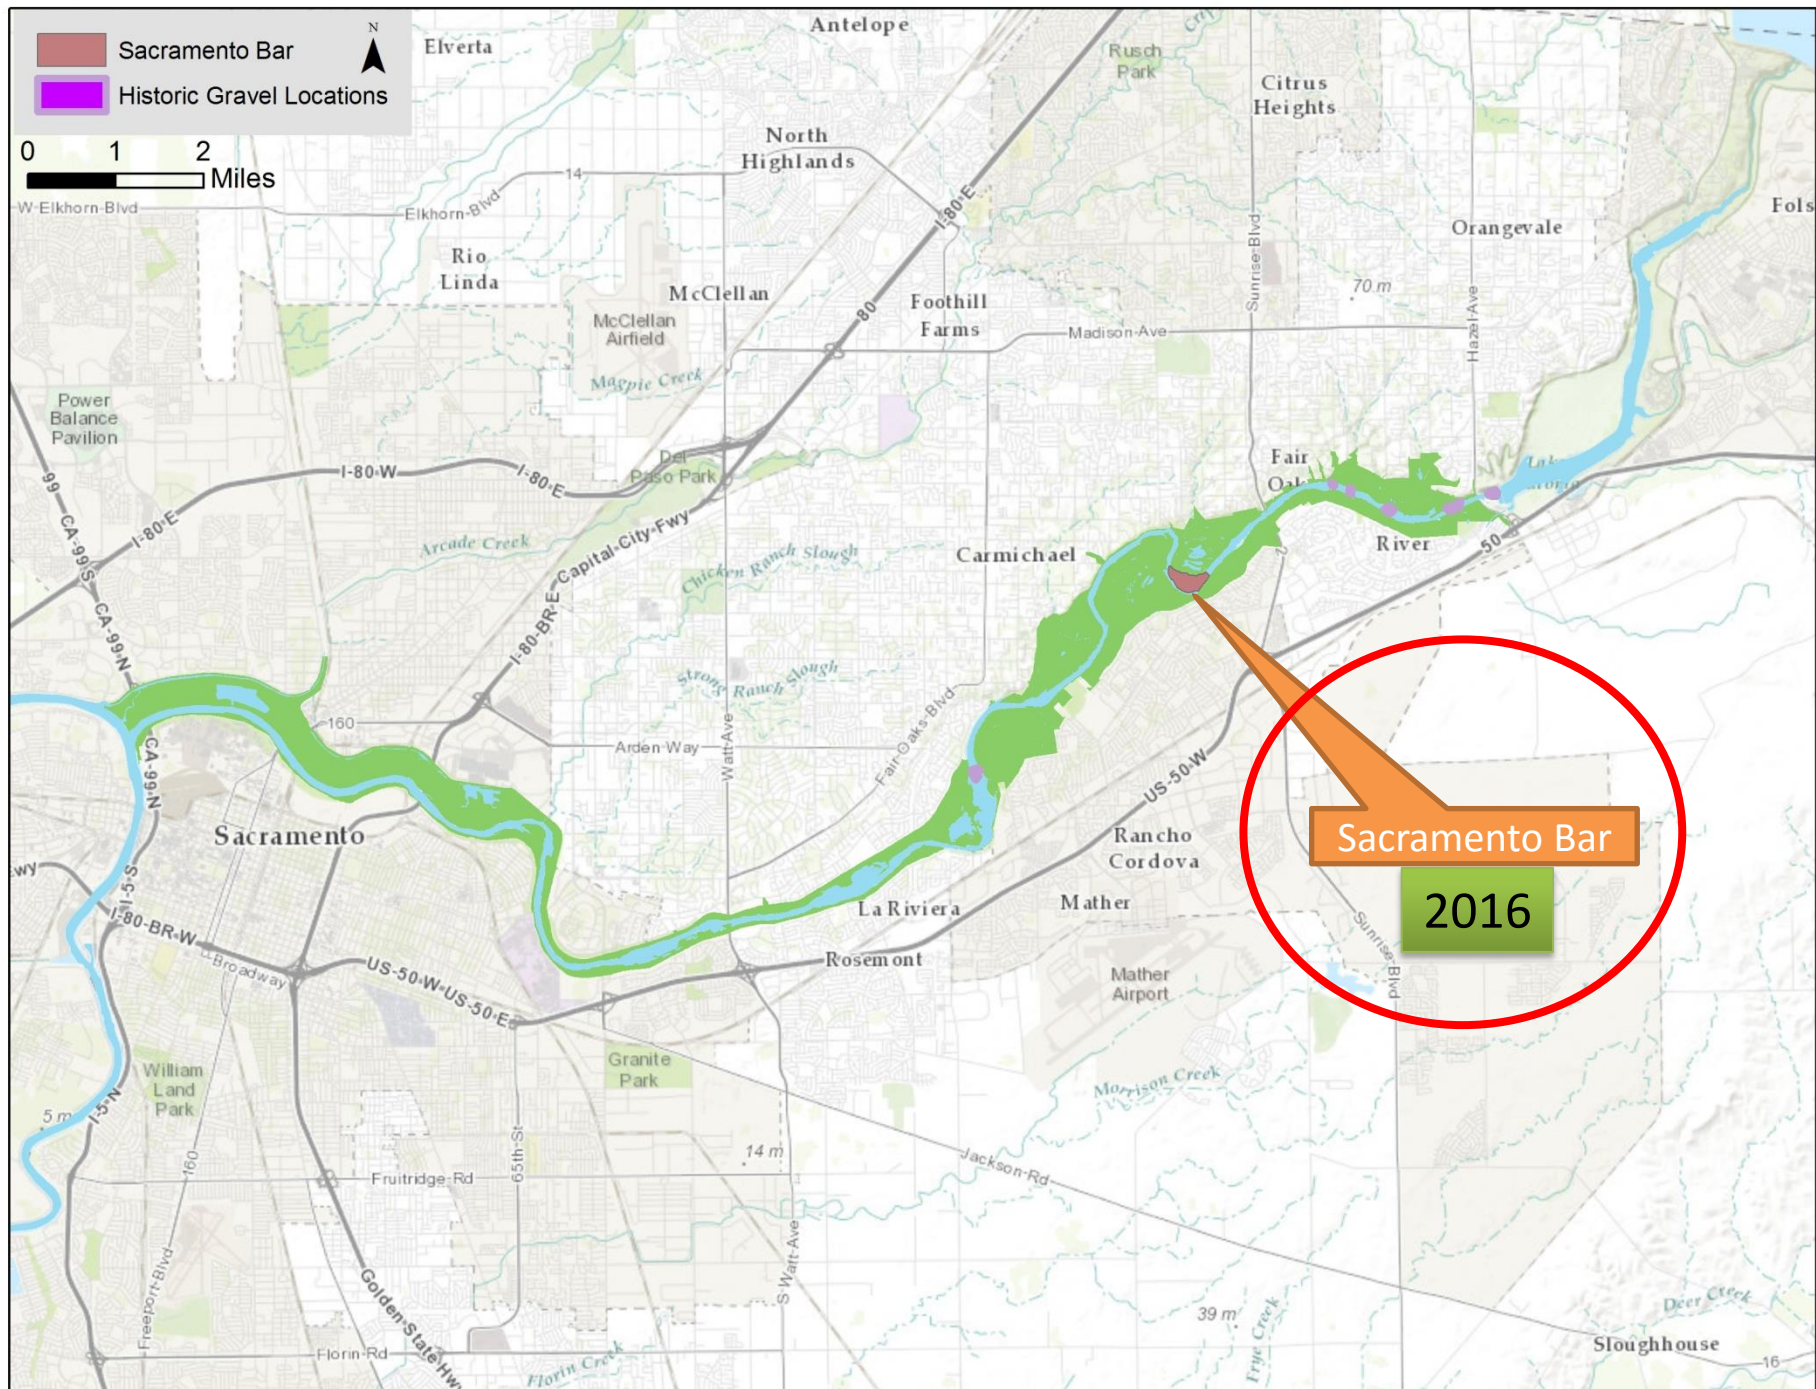 N
Sacramento Bar
Historic Gravel Locations
0 1 2
Miles
Elverta
Antelope
Rusch
Park
Citrus
Heights
North
Highlands
14
W Elkhorn Blvd
Elkhorn Blvd
I-80 E
Sunrise Blvd
Orangevale
Fols
Rio
Linda
McClellan
80
Foothill
Farms
70 m
Hazel Ave
McClellan
Airfield
Madison Ave
Magpie Creek
Power
Balance
Pavilion
Del
Paso Park
I-80 W
I-80 E
Fair
99
CA-99 S
I-80 E
Capital City Fwy
Arcade Creek
Chicken Ranch Slough
Carmichael
2
River
50
CA-99 N
I-80-BR E
Strong Ranch Slough
Fair Oaks Blvd
160
Arden Way
Watt Ave
US-50 W
CA-99 N
Sacramento
Rancho
Cordova
Sacramento Bar
2016
I-5 S
I-80-BR W
Broadway
US-50 W
US-50 E
La Riviera
Mather
Rosemont
Mather
Airport
Sunrise Blvd
William
Land
Park
Granite
Park
Morrison Creek
5 m
I-5 N
160
65th St
14 m
Fruitridge Rd
Jackson Rd
S Watt Ave
Freeport Blvd
Golden State Hwy
39 m
Frye Creek
Deer Creek
Sloughhouse
16
Florin Rd
Florin Creek